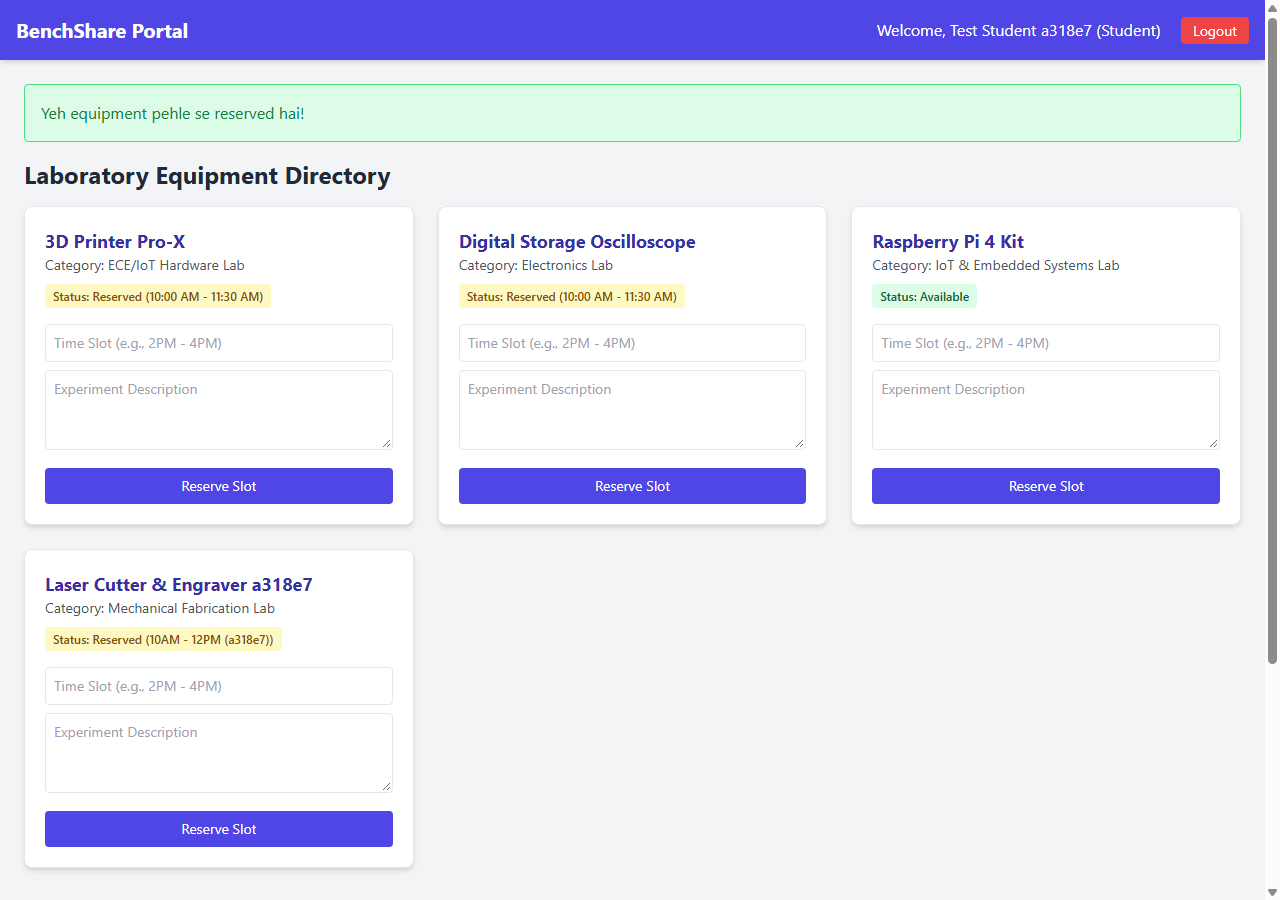 BenchShare Portal
Welcome, Test Student a318e7 (Student)
Logout
Yeh equipment pehle se reserved hai!
Laboratory Equipment Directory
3D Printer Pro-X
Category: ECE/IoT Hardware Lab
Status: Reserved (10:00 AM - 11:30 AM)
Time Slot (e.g., 2PM - 4PM)
Experiment Description
Reserve Slot
Digital Storage Oscilloscope
Category: Electronics Lab
Status: Reserved (10:00 AM - 11:30 AM)
Time Slot (e.g., 2PM - 4PM)
Experiment Description
Reserve Slot
Raspberry Pi 4 Kit
Category: IoT & Embedded Systems Lab
Status: Available
Time Slot (e.g., 2PM - 4PM)
Experiment Description
Reserve Slot
Laser Cutter & Engraver a318e7
Category: Mechanical Fabrication Lab
Status: Reserved (10AM - 12PM (a318e7))
Time Slot (e.g., 2PM - 4PM)
Experiment Description
Reserve Slot